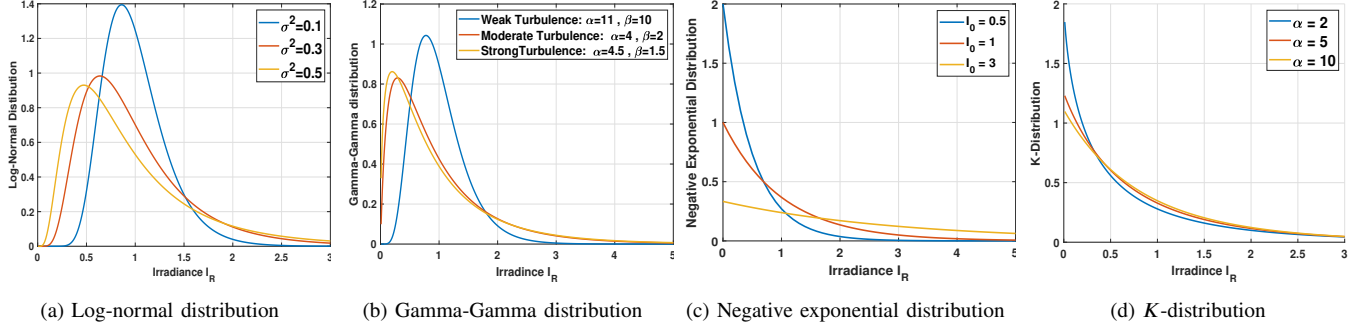 Log-Normal Distibution
1.4
1.2
1
0.8
0.6
0.4
0.2
0
0 0.5 1 1.5 2 2.5 3
Irradiance I_R
σ²=0.1
σ²=0.3
σ²=0.5
(a) Log-normal distribution
Gamma-Gamma distribution
1.2
1
0.8
0.6
0.4
0.2
0
0 1 2 3 4 5
Irradinace I_R
Weak Turbulence: α=11 , β=10
Moderate Turbulence: α=4 , β=2
StrongTurbulence: α=4.5 , β=1.5
(b) Gamma-Gamma distribution
Negative Exponential Distribution
2
1.5
1
0.5
0
0 1 2 3 4 5
Irradiance I_R
I_0 = 0.5
I_0 = 1
I_0 = 3
(c) Negative exponential distribution
K-Distribution
2
1.5
1
0.5
0
0 0.5 1 1.5 2 2.5 3
Irradiance I_R
α = 2
α = 5
α = 10
(d) K-distribution